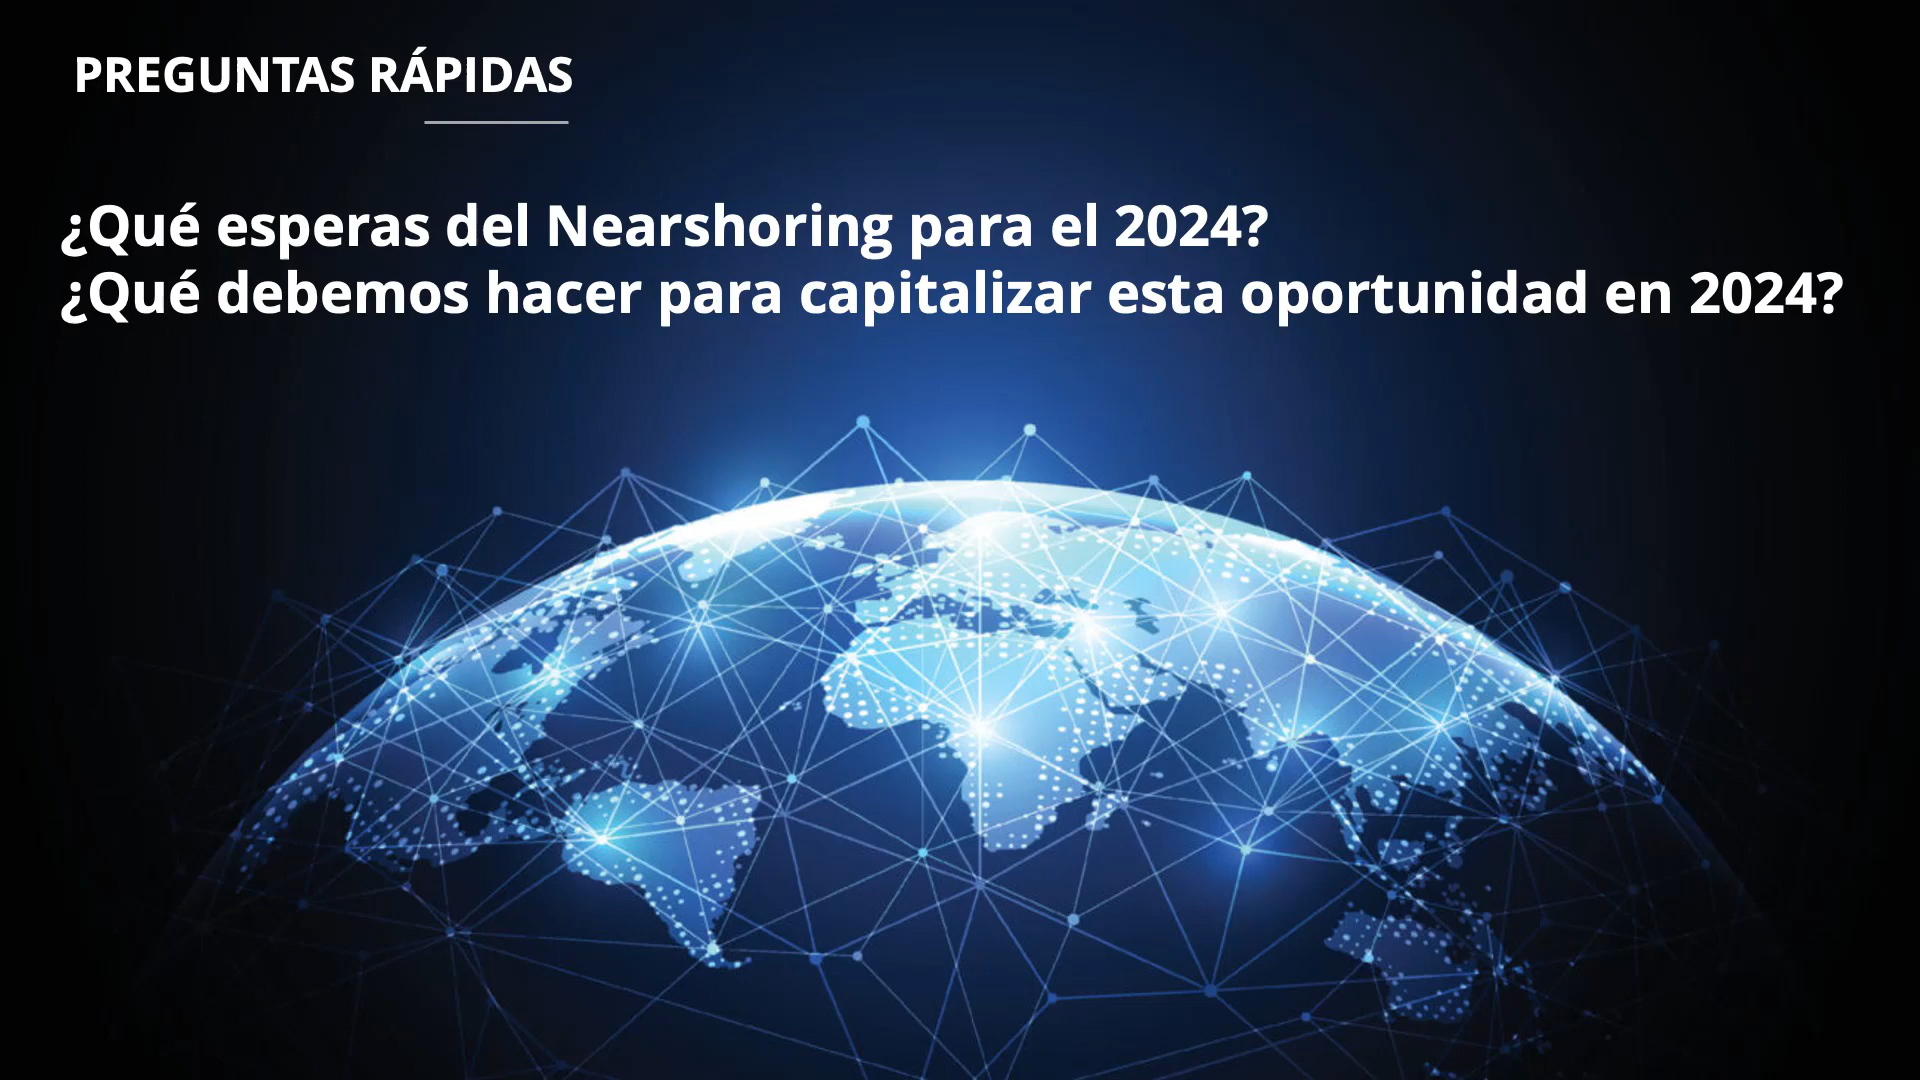 PREGUNTAS RÁPIDAS
¿Qué esperas del Nearshoring para el 2024?
¿Qué debemos hacer para capitalizar esta oportunidad en 2024?